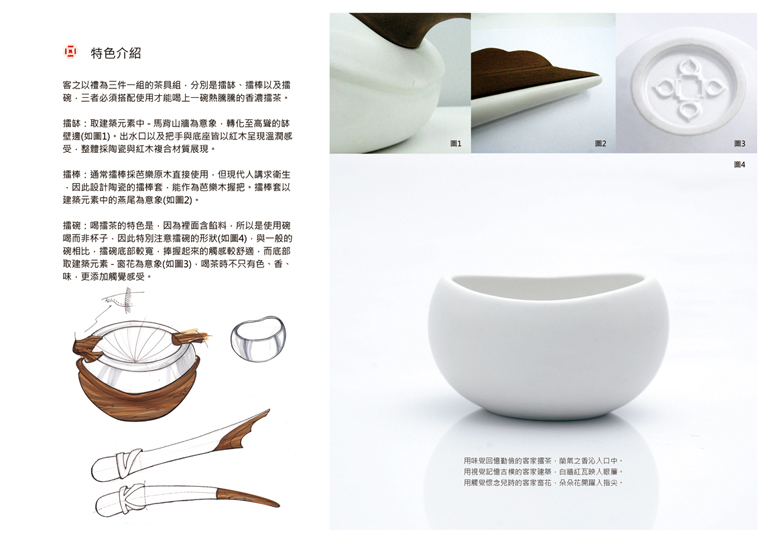 特色介紹
客之以禮為三件一組的茶具組，分別是擂缽、擂棒以及擂
碗，三者必須搭配使用才能喝上一碗熱騰騰的香濃擂茶。
擂缽：取建築元素中－馬背山牆為意象，轉化至高聳的缽
壁邊(如圖1)。出水口以及把手與底座皆以紅木呈現溫潤感
受，整體採陶瓷與紅木複合材質展現。
擂棒：通常擂棒採芭樂原木直接使用，但現代人講求衛生
，因此設計陶瓷的擂棒套，能作為芭樂木握把。擂棒套以
建築元素中的燕尾為意象(如圖2)。
擂碗：喝擂茶的特色是，因為裡面含餡料，所以是使用碗
喝而非杯子，因此特別注意擂碗的形狀(如圖4)，與一般的
碗相比，擂碗底部較寬，捧握起來的觸感較舒適，而底部
取建築元素－窗花為意象(如圖3)，喝茶時不只有色、香、
味，更添加觸覺感受。
圖1
圖2
圖3
圖4
用味覺回憶勤儉的客家擂茶，蘭氣之香沁人口中。
用視覺記憶古樸的客家建築，白牆紅瓦映人眼簾。
用觸覺懷念兒時的客家窗花，朵朵花開躍人指尖。